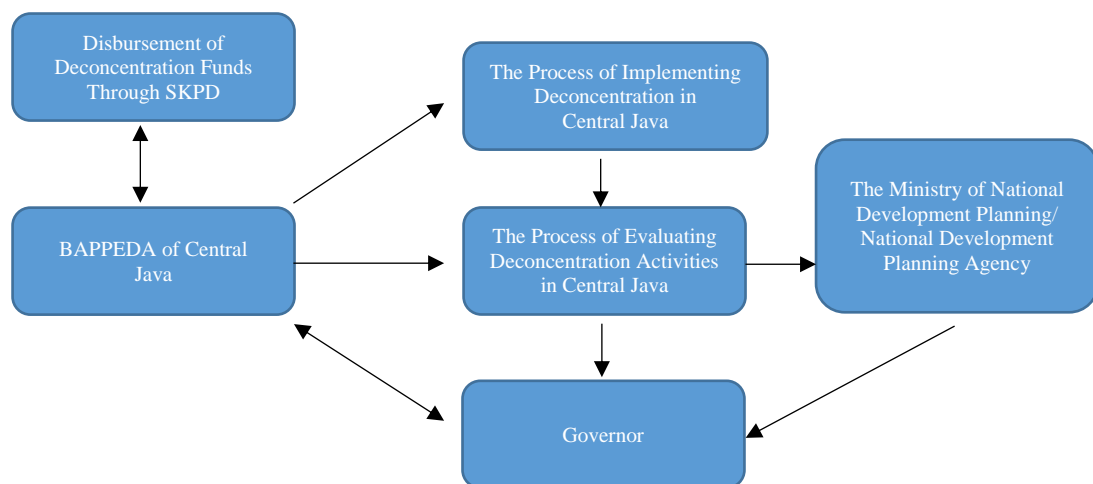 Disbursement of
Deconcentration Funds
Through SKPD
The Process of Implementing
Deconcentration in
Central Java
The Ministry of National
Development Planning/
National Development
Planning Agency
BAPPEDA of Central
Java
The Process of Evaluating
Deconcentration Activities
in Central Java
Governor